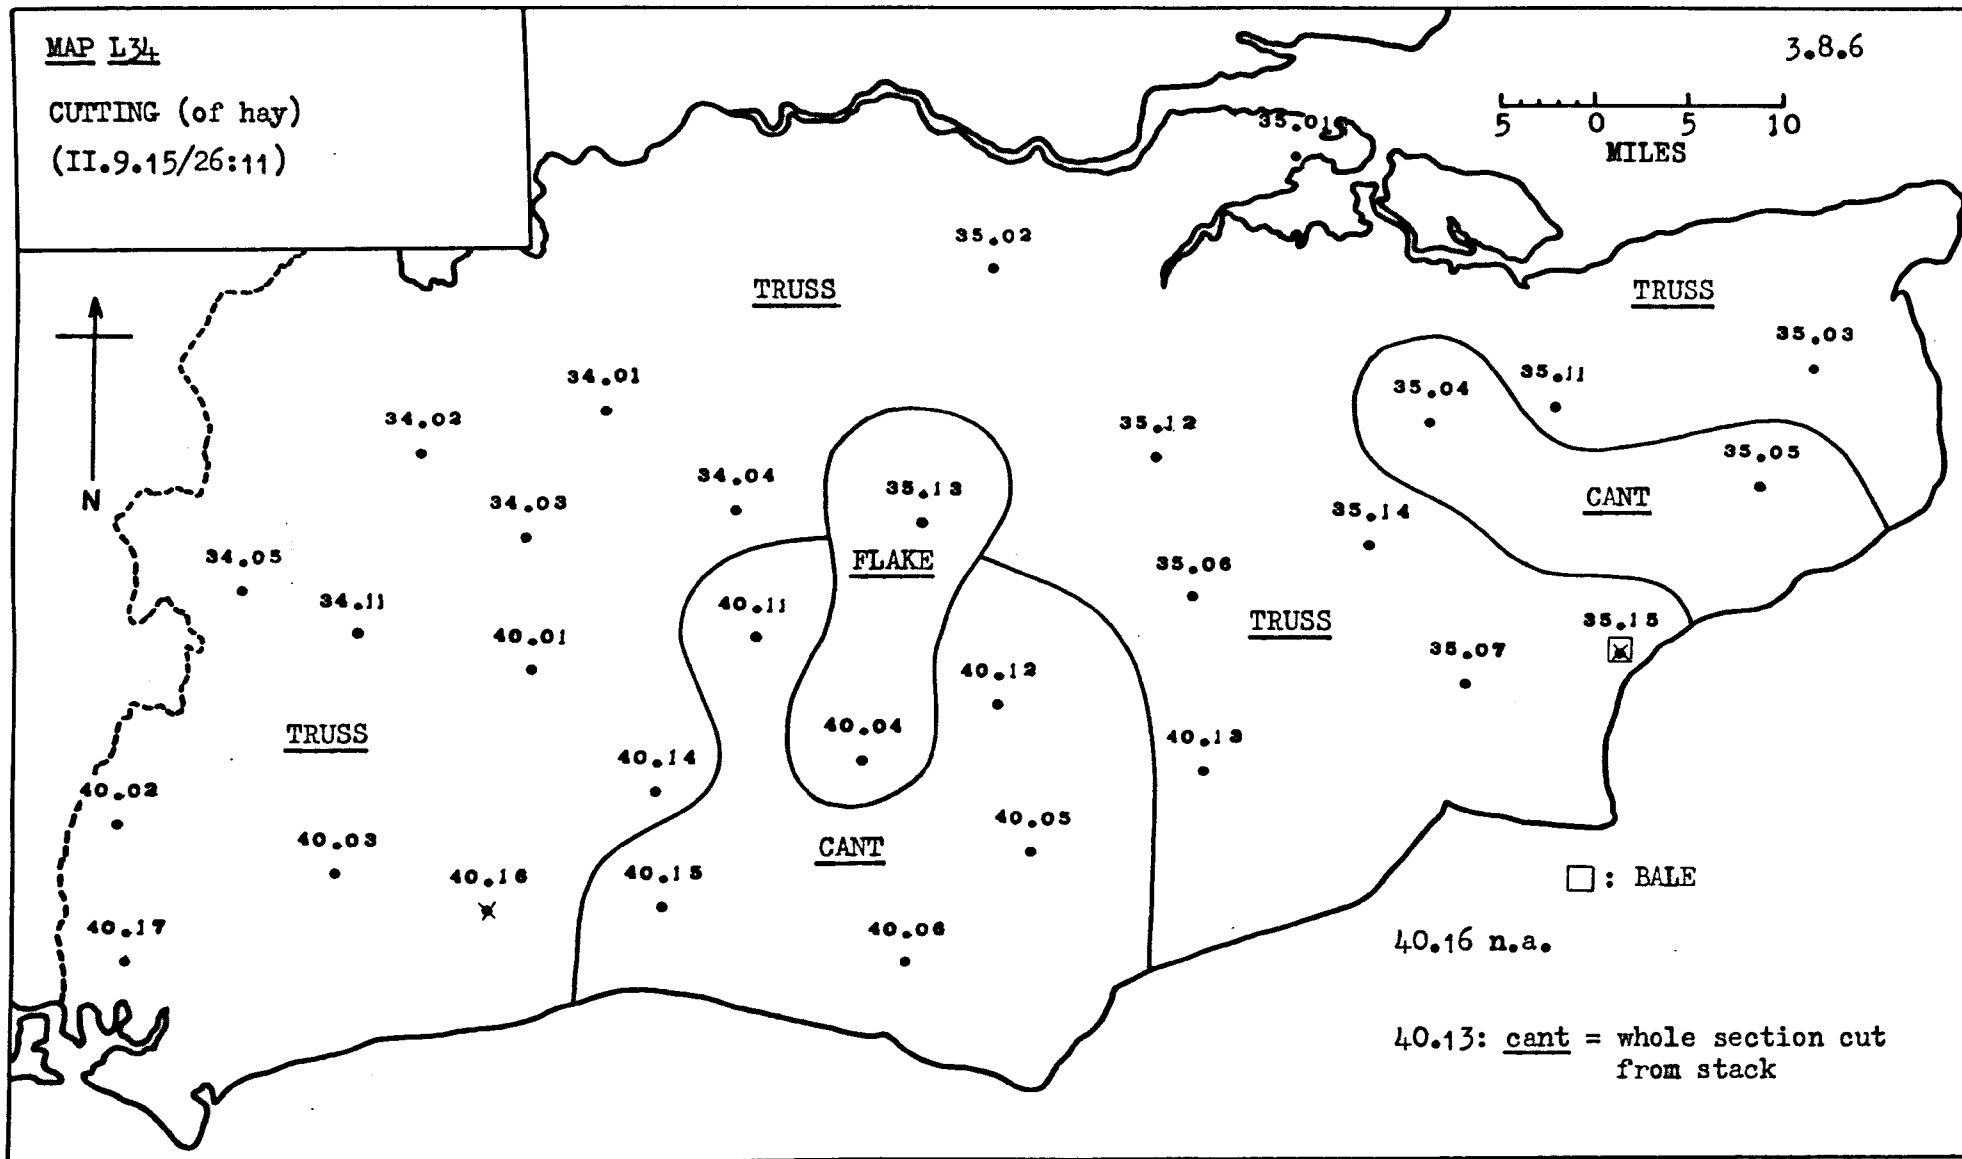 MAP L34
CUTTING (of hay)
(II.9.15/26:11)
3.8.6
5 0 5 10
MILES
35.01
35.02
TRUSS
TRUSS
35.03
34.01
35.04
35.11
34.02
35.12
35.05
34.04
35.13
CANT
34.03
35.14
N
34.05
FLAKE
35.06
34.11
40.11
TRUSS
35.15
40.01
35.07
40.12
TRUSS
40.04
40.13
40.14
40.02
40.05
40.03
CANT
40.16
40.15
BALE
40.17
40.06
40.16 n.a.
40.13: cant = whole section cut
from stack